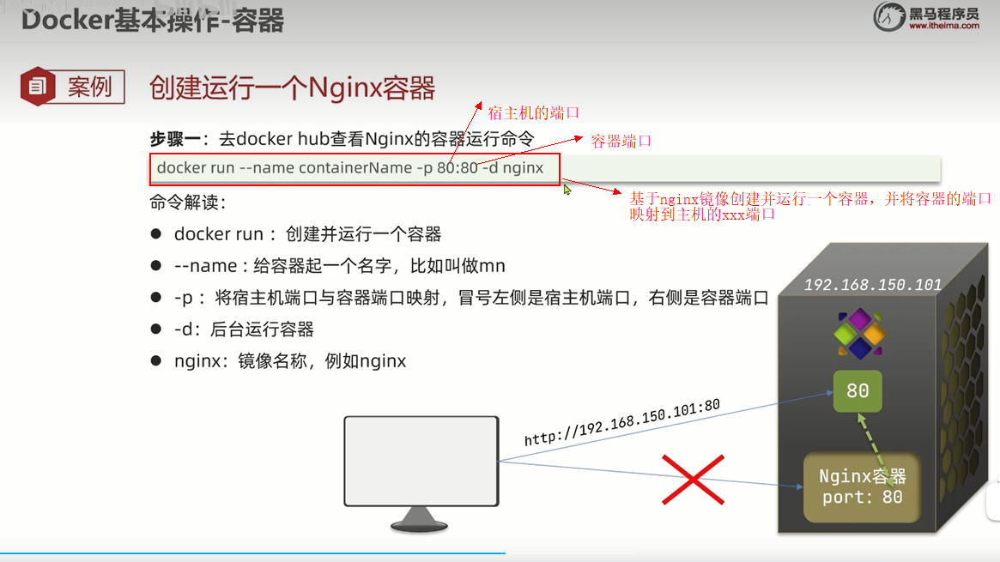 Docker基本操作-容器
黑马程序员
www.itheima.com
案例
创建运行一个Nginx容器
宿主机的端口
步骤一：去docker hub查看Nginx的容器运行命令
容器端口
docker run --name containerName -p 80:80 -d nginx
基于nginx镜像创建并运行一个容器，并将容器的端口
映射到主机的xxx端口
命令解读：
docker run ：创建并运行一个容器
--name : 给容器起一个名字，比如叫做mn
-p ：将宿主机端口与容器端口映射，冒号左侧是宿主机端口，右侧是容器端口
-d：后台运行容器
nginx：镜像名称，例如nginx
192.168.150.101
80
http://192.168.150.101:80
Nginx容器
port: 80